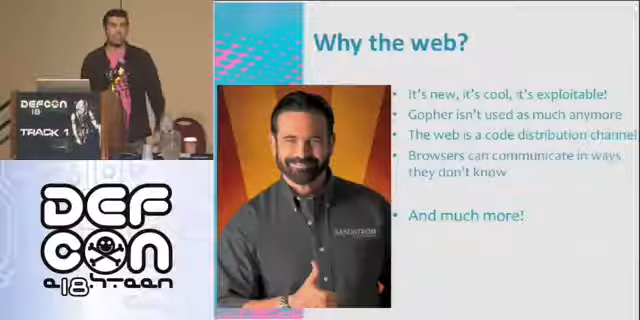 Why the web?
It's new, it's cool, it's exploitable!
Gopher isn't used as much anymore
The web is a code distribution channel
Browsers can communicate in ways
they don't know
And much more!
SANDSTROM
DEFCON
18
TRACK 1
DEF
CON
e18hteen